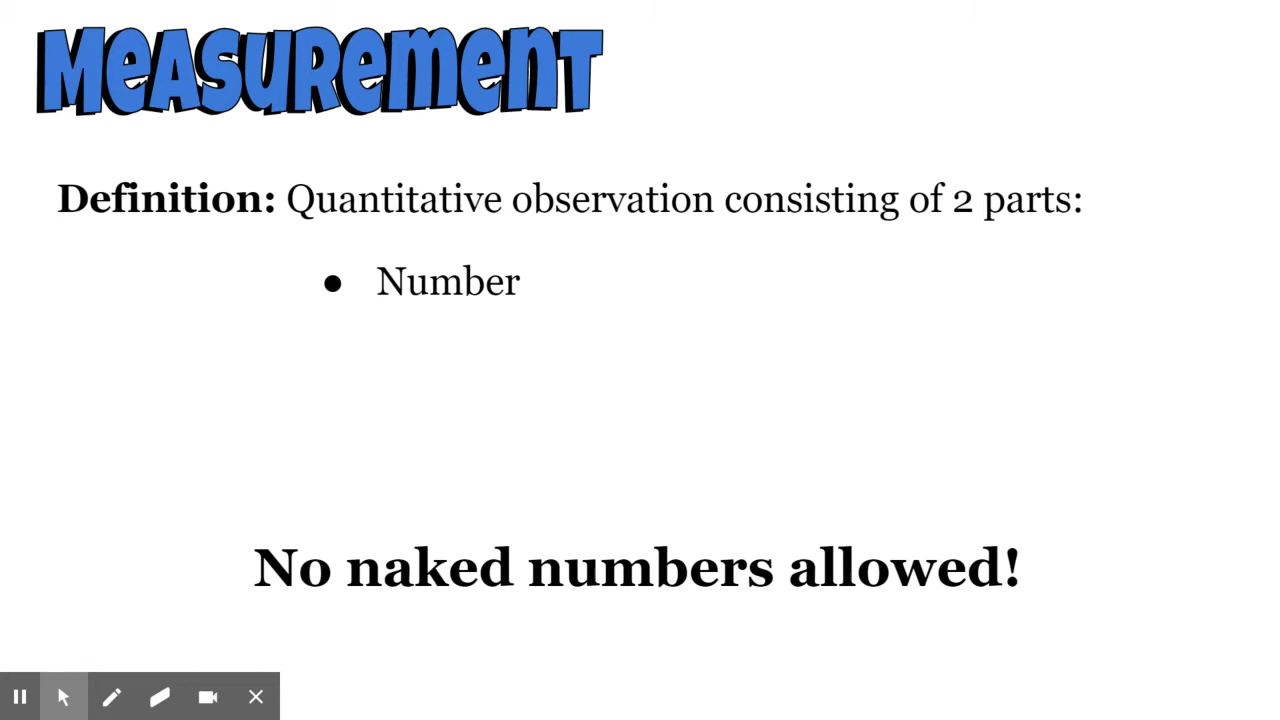 Measurement
Definition: Quantitative observation consisting of 2 parts:
● Number
No naked numbers allowed!